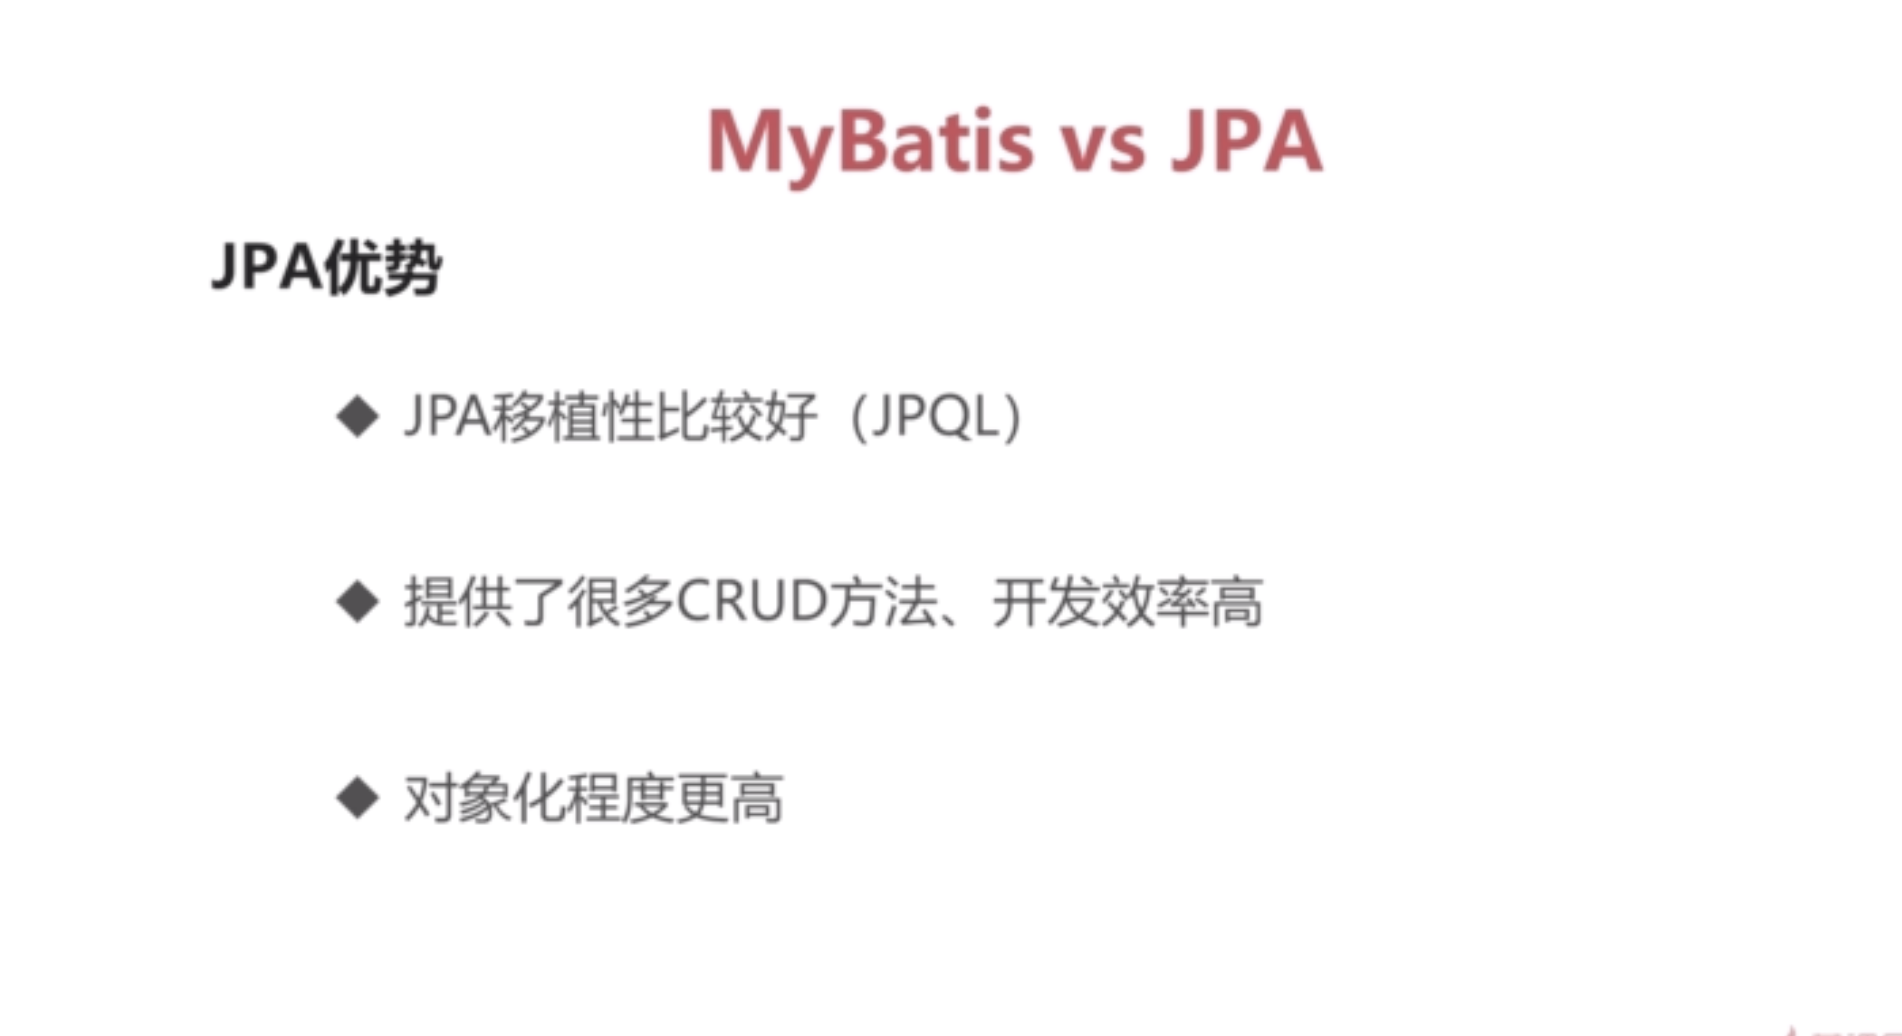 MyBatis vs JPA
JPA优势
◆ JPA移植性比较好（JPQL）
◆ 提供了很多CRUD方法、开发效率高
◆ 对象化程度更高